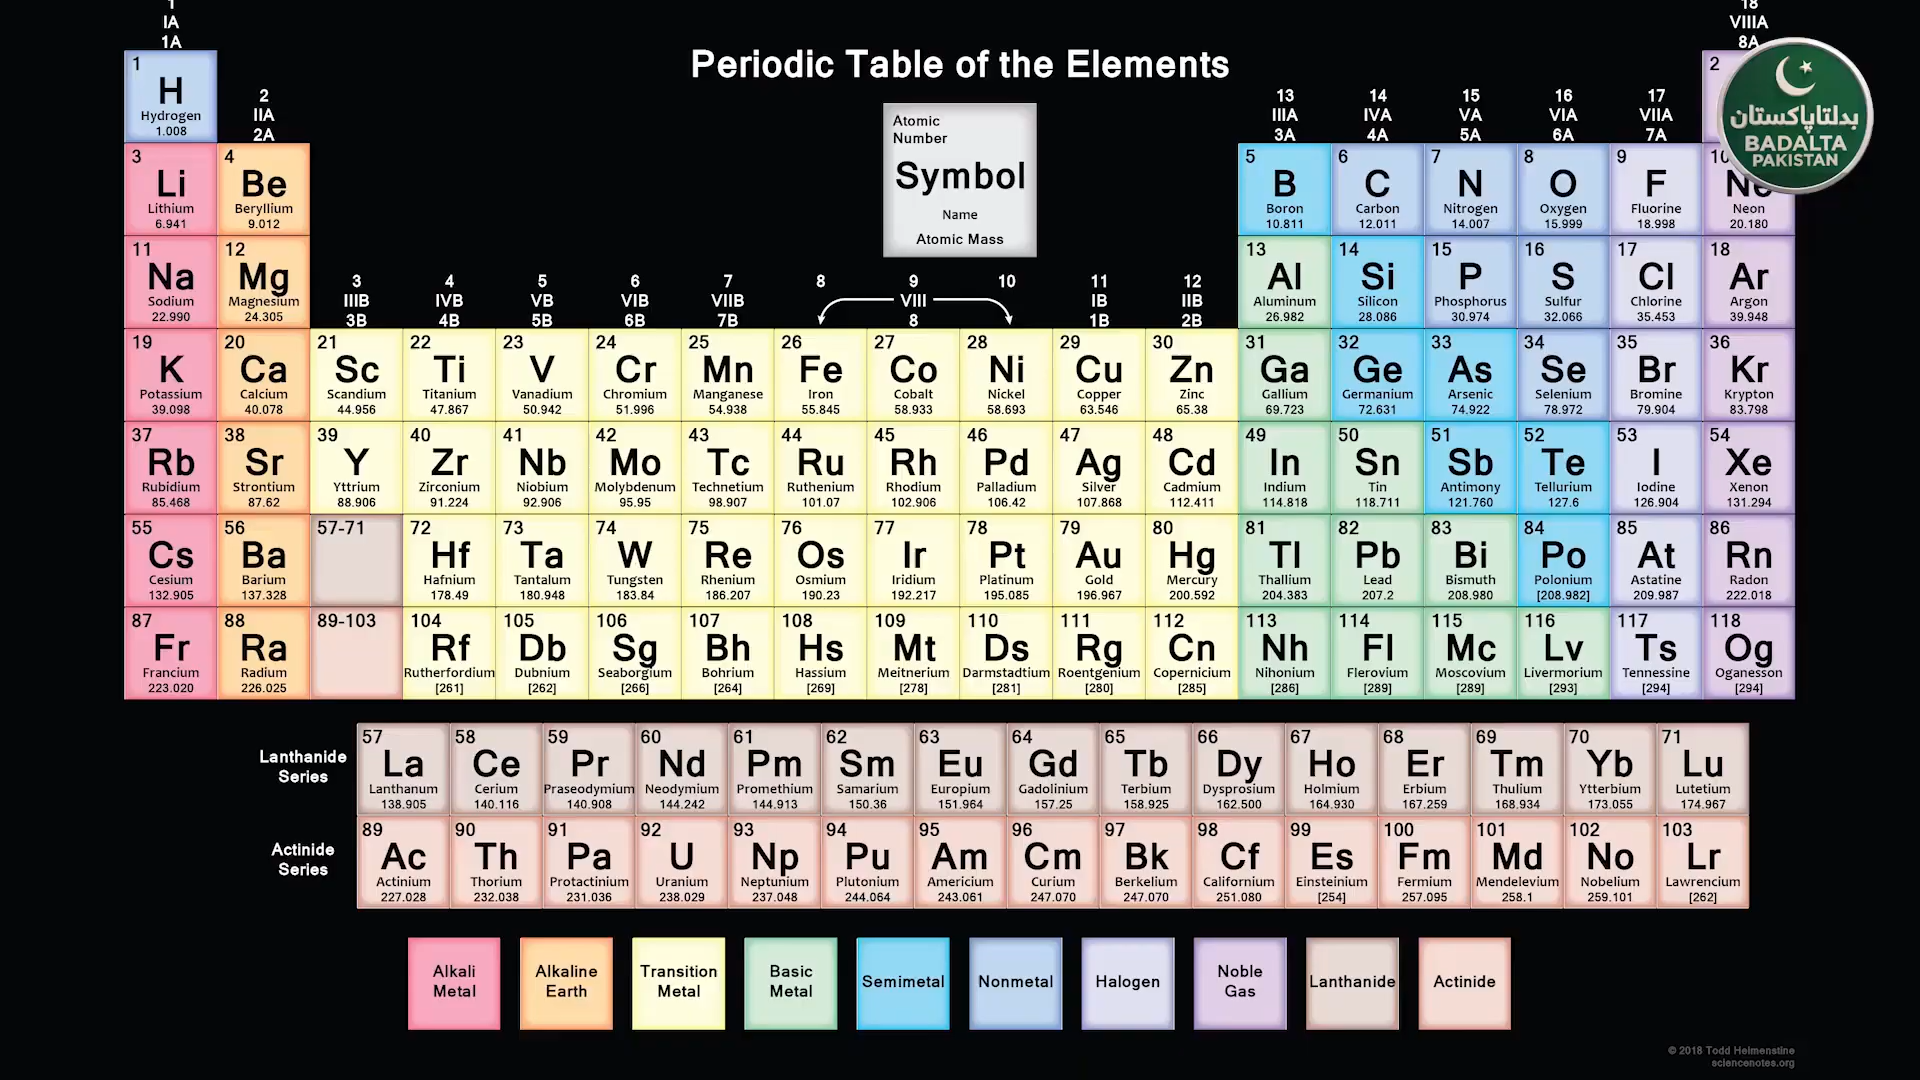 1
IA
1A
18
VIIIA
8A
Periodic Table of the Elements
بدلتا پاکستان
BADALTA
PAKISTAN
2
IIA
2A
13
IIIA
3A
14
IVA
4A
15
VA
5A
16
VIA
6A
17
VIIA
7A
Atomic
Number
Symbol
Name
Atomic Mass
3
IIIB
3B
4
IVB
4B
5
VB
5B
6
VIB
6B
7
VIIB
7B
8
9
10
VIII
8
11
IB
1B
12
IIB
2B
1
H
Hydrogen
1.008
2
3
Li
Lithium
6.941
4
Be
Beryllium
9.012
5
B
Boron
10.811
6
C
Carbon
12.011
7
N
Nitrogen
14.007
8
O
Oxygen
15.999
9
F
Fluorine
18.998
10
Ne
Neon
20.180
11
Na
Sodium
22.990
12
Mg
Magnesium
24.305
13
Al
Aluminum
26.982
14
Si
Silicon
28.086
15
P
Phosphorus
30.974
16
S
Sulfur
32.066
17
Cl
Chlorine
35.453
18
Ar
Argon
39.948
19
K
Potassium
39.098
20
Ca
Calcium
40.078
21
Sc
Scandium
44.956
22
Ti
Titanium
47.867
23
V
Vanadium
50.942
24
Cr
Chromium
51.996
25
Mn
Manganese
54.938
26
Fe
Iron
55.845
27
Co
Cobalt
58.933
28
Ni
Nickel
58.693
29
Cu
Copper
63.546
30
Zn
Zinc
65.38
31
Ga
Gallium
69.723
32
Ge
Germanium
72.631
33
As
Arsenic
74.922
34
Se
Selenium
78.972
35
Br
Bromine
79.904
36
Kr
Krypton
83.798
37
Rb
Rubidium
85.468
38
Sr
Strontium
87.62
39
Y
Yttrium
88.906
40
Zr
Zirconium
91.224
41
Nb
Niobium
92.906
42
Mo
Molybdenum
95.95
43
Tc
Technetium
98.907
44
Ru
Ruthenium
101.07
45
Rh
Rhodium
102.906
46
Pd
Palladium
106.42
47
Ag
Silver
107.868
48
Cd
Cadmium
112.411
49
In
Indium
114.818
50
Sn
Tin
118.711
51
Sb
Antimony
121.760
52
Te
Tellurium
127.6
53
I
Iodine
126.904
54
Xe
Xenon
131.294
55
Cs
Cesium
132.905
56
Ba
Barium
137.328
57-71
72
Hf
Hafnium
178.49
73
Ta
Tantalum
180.948
74
W
Tungsten
183.84
75
Re
Rhenium
186.207
76
Os
Osmium
190.23
77
Ir
Iridium
192.217
78
Pt
Platinum
195.085
79
Au
Gold
196.967
80
Hg
Mercury
200.592
81
Tl
Thallium
204.383
82
Pb
Lead
207.2
83
Bi
Bismuth
208.980
84
Po
Polonium
[208.982]
85
At
Astatine
209.987
86
Rn
Radon
222.018
87
Fr
Francium
223.020
88
Ra
Radium
226.025
89-103
104
Rf
Rutherfordium
[261]
105
Db
Dubnium
[262]
106
Sg
Seaborgium
[266]
107
Bh
Bohrium
[264]
108
Hs
Hassium
[269]
109
Mt
Meitnerium
[278]
110
Ds
Darmstadtium
[281]
111
Rg
Roentgenium
[280]
112
Cn
Copernicium
[285]
113
Nh
Nihonium
[286]
114
Fl
Flerovium
[289]
115
Mc
Moscovium
[289]
116
Lv
Livermorium
[293]
117
Ts
Tennessine
[294]
118
Og
Oganesson
[294]
Lanthanide
Series
57
La
Lanthanum
138.905
58
Ce
Cerium
140.116
59
Pr
Praseodymium
140.908
60
Nd
Neodymium
144.242
61
Pm
Promethium
144.913
62
Sm
Samarium
150.36
63
Eu
Europium
151.964
64
Gd
Gadolinium
157.25
65
Tb
Terbium
158.925
66
Dy
Dysprosium
162.500
67
Ho
Holmium
164.930
68
Er
Erbium
167.259
69
Tm
Thulium
168.934
70
Yb
Ytterbium
173.055
71
Lu
Lutetium
174.967
Actinide
Series
89
Ac
Actinium
227.028
90
Th
Thorium
232.038
91
Pa
Protactinium
231.036
92
U
Uranium
238.029
93
Np
Neptunium
237.048
94
Pu
Plutonium
244.064
95
Am
Americium
243.061
96
Cm
Curium
247.070
97
Bk
Berkelium
247.070
98
Cf
Californium
251.080
99
Es
Einsteinium
[254]
100
Fm
Fermium
257.095
101
Md
Mendelevium
258.1
102
No
Nobelium
259.101
103
Lr
Lawrencium
[262]
Alkali
Metal
Alkaline
Earth
Transition
Metal
Basic
Metal
Semimetal
Nonmetal
Halogen
Noble
Gas
Lanthanide
Actinide
© 2018 Todd Helmenstine
sciencenotes.org